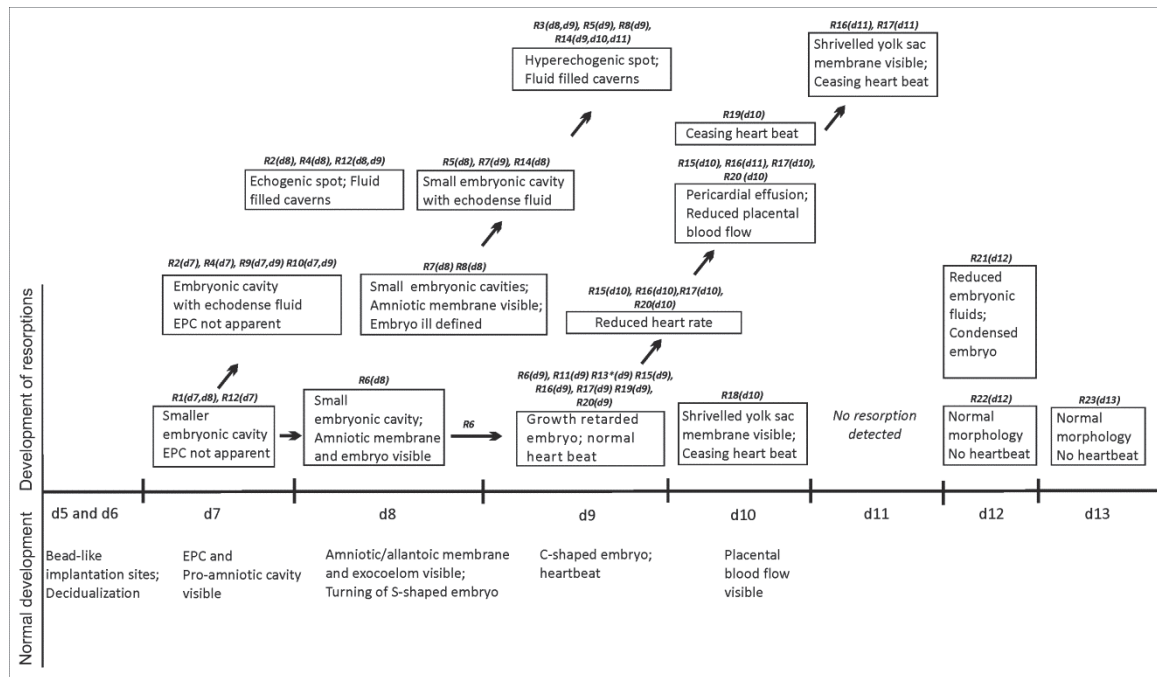 R3(d8,d9), R5(d9), R8(d9),
R14(d9,d10,d11)
Hyperechogenic spot;
Fluid filled caverns
R16(d11), R17(d11)
Shrivelled yolk sac
membrane visible;
Ceasing heart beat
R19(d10)
Ceasing heart beat
R2(d8), R4(d8), R12(d8,d9)
Echogenic spot; Fluid
filled caverns
R5(d8), R7(d9), R14(d8)
Small embryonic cavity
with echodense fluid
R15(d10), R16(d11), R17(d10),
R20 (d10)
Pericardial effusion;
Reduced placental
blood flow
R2(d7), R4(d7), R9(d7,d9) R10(d7,d9)
Embryonic cavity
with echodense fluid
EPC not apparent
R7(d8) R8(d8)
Small embryonic cavities;
Amniotic membrane visible;
Embryo ill defined
R15(d10), R16(d10),R17(d10),
R20(d10)
Reduced heart rate
R21(d12)
Reduced
embryonic
fluids;
Condensed
embryo
Development of resorptions
R1(d7,d8), R12(d7)
Smaller
embryonic cavity
EPC not apparent
R6(d8)
Small
embryonic cavity;
Amniotic membrane
and embryo visible
R6
R6(d9), R11(d9) R13*(d9) R15(d9),
R16(d9), R17(d9) R19(d9),
R20(d9)
Growth retarded
embryo; normal
heart beat
R18(d10)
Shrivelled yolk sac
membrane visible;
Ceasing heart beat
No resorption
detected
R22(d12)
Normal
morphology
No heartbeat
R23(d13)
Normal
morphology
No heartbeat
d5 and d6
d7
d8
d9
d10
d11
d12
d13
Normal development
Bead-like
implantation sites;
Decidualization
EPC and
Pro-amniotic cavity
visible
Amniotic/allantoic membrane
and exocoelom visible;
Turning of S-shaped embryo
C-shaped embryo;
heartbeat
Placental
blood flow
visible